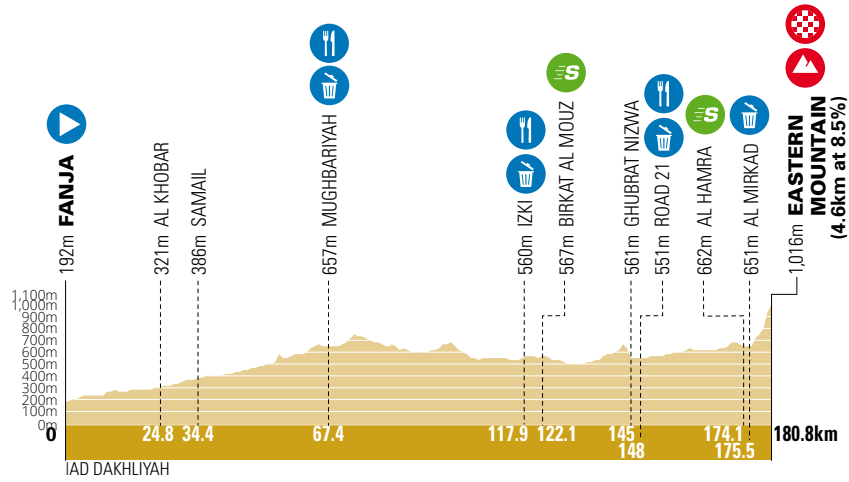 192m FANJA
321m AL KHOBAR
386m SAMAIL
657m MUGHBARIYAH
560m IZKI
567m BIRKAT AL MOUZ
S
561m GHUBRAT NIZWA
551m ROAD 21
662m AL HAMRA
S
651m AL MIRKAD
1,016m EASTERN
MOUNTAIN
(4.6km at 8.5%)
1,100m
1,000m
900m
800m
700m
600m
500m
400m
300m
200m
100m
0m
0 24.8 34.4 67.4 117.9 122.1 145 174.1 180.8km
148 175.5
IAD DAKHLIYAH